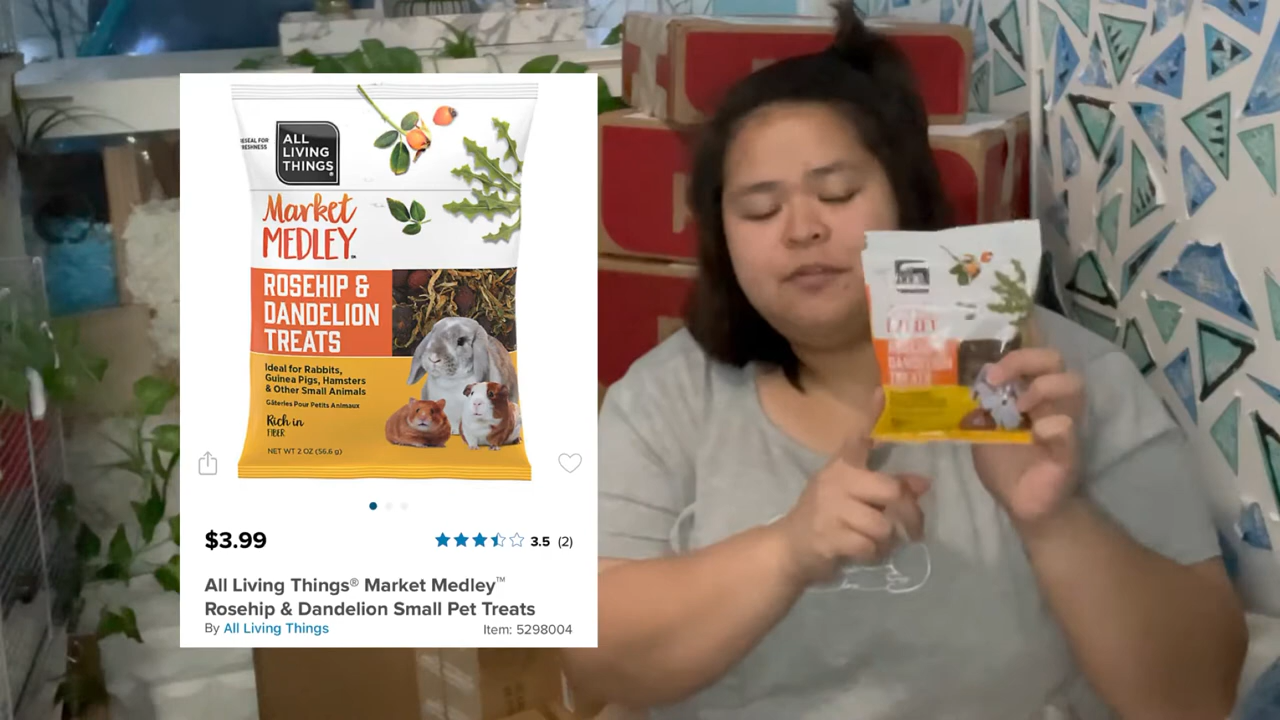 RESEAL FOR
FRESHNESS
ALL
LIVING
THINGS®
Market
MEDLEY™
ROSEHIP &
DANDELION
TREATS
Ideal for Rabbits,
Guinea Pigs, Hamsters
& Other Small Animals
Gâteries Pour Petits Animaux
Rich in
FIBER
NET WT 2 OZ (56.6 g)
$3.99
3.5 (2)
All Living Things® Market Medley™
Rosehip & Dandelion Small Pet Treats
By All Living Things
Item: 5298004
DANDELION